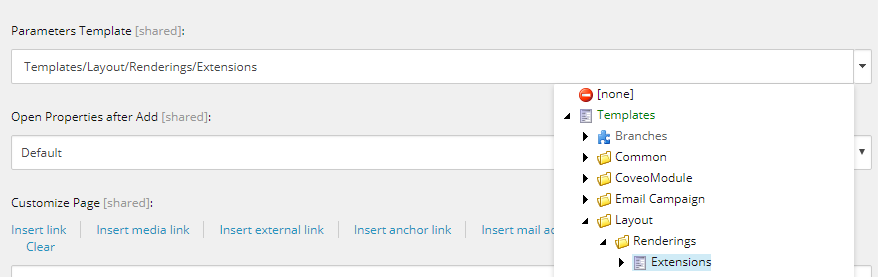 Parameters Template [shared]:
Templates/Layout/Renderings/Extensions
[none]
Templates
Branches
Common
CoveoModule
Email Campaign
Layout
Renderings
Extensions
Open Properties after Add [shared]:
Default
Customize Page [shared]:
Insert link Insert media link Insert external link Insert anchor link Insert mail
Clear